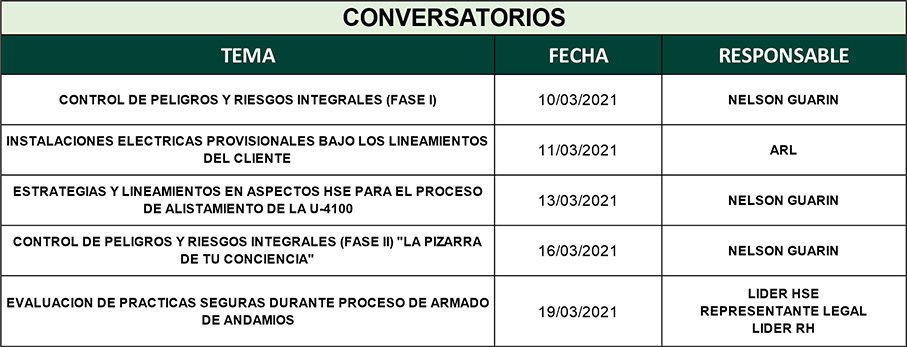 CONVERSATORIOS
TEMA FECHA RESPONSABLE
CONTROL DE PELIGROS Y RIESGOS INTEGRALES (FASE I) 10/03/2021 NELSON GUARIN
INSTALACIONES ELECTRICAS PROVISIONALES BAJO LOS LINEAMIENTOS
DEL CLIENTE 11/03/2021 ARL
ESTRATEGIAS Y LINEAMIENTOS EN ASPECTOS HSE PARA EL PROCESO
DE ALISTAMIENTO DE LA U-4100 13/03/2021 NELSON GUARIN
CONTROL DE PELIGROS Y RIESGOS INTEGRALES (FASE II) "LA PIZARRA
DE TU CONCIENCIA" 16/03/2021 NELSON GUARIN
EVALUACION DE PRACTICAS SEGURAS DURANTE PROCESO DE ARMADO
DE ANDAMIOS 19/03/2021 LIDER HSE
REPRESENTANTE LEGAL
LIDER RH